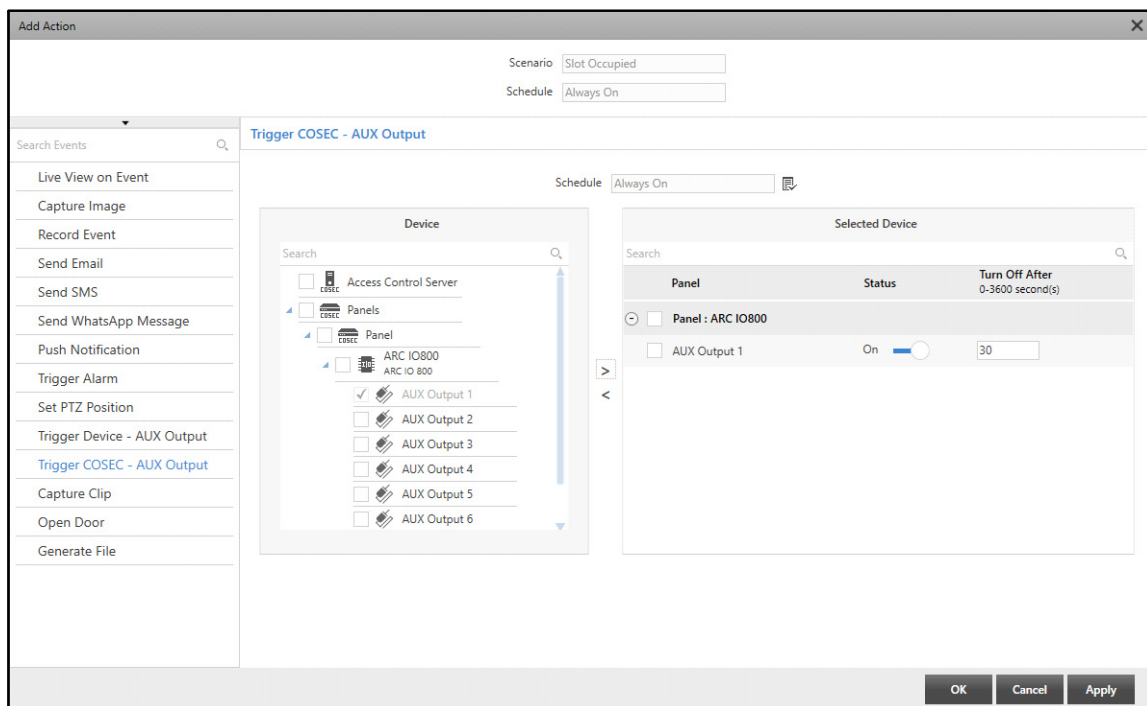 Add Action
Scenario Slot Occupied
Schedule Always On
Search Events
Live View on Event
Capture Image
Record Event
Send Email
Send SMS
Send WhatsApp Message
Push Notification
Trigger Alarm
Set PTZ Position
Trigger Device - AUX Output
Trigger COSEC - AUX Output
Capture Clip
Open Door
Generate File
Trigger COSEC - AUX Output
Schedule Always On
Device
Search
COSEC Access Control Server
COSEC Panels
COSEC Panel
ARC IO800
ARC IO 800
AUX Output 1
AUX Output 2
AUX Output 3
AUX Output 4
AUX Output 5
AUX Output 6
>
<
Selected Device
Search
Panel Status Turn Off After
0-3600 second(s)
Panel : ARC IO800
AUX Output 1 On 30
OK Cancel Apply